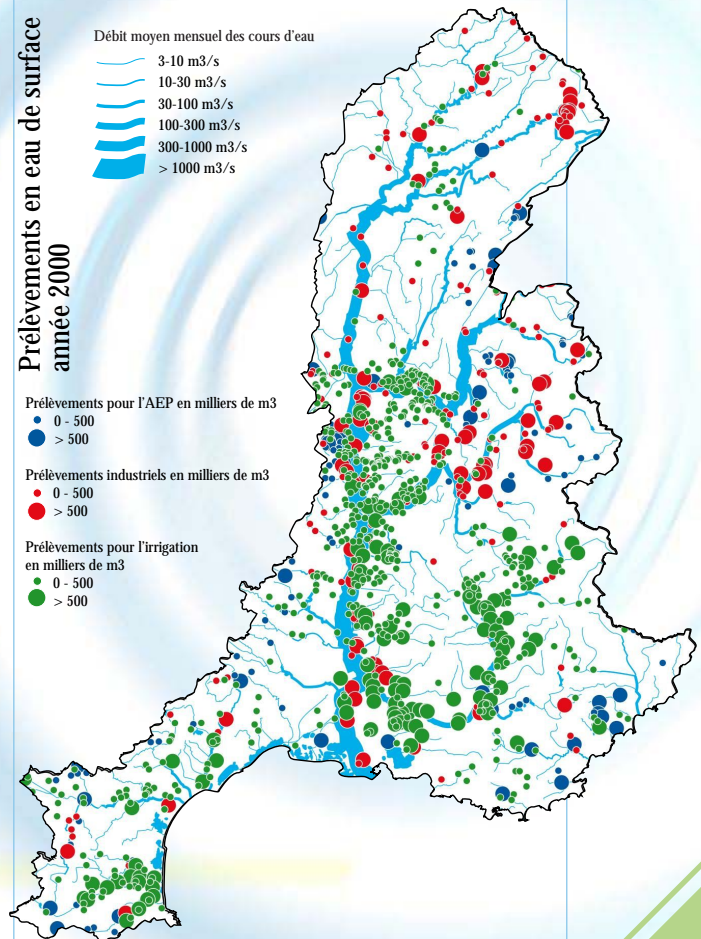 Prélèvements en eau de surface
année 2000
Débit moyen mensuel des cours d'eau
3-10 m3/s
10-30 m3/s
30-100 m3/s
100-300 m3/s
300-1000 m3/s
> 1000 m3/s
Prélèvements pour l'AEP en milliers de m3
0 - 500
> 500
Prélèvements industriels en milliers de m3
0 - 500
> 500
Prélèvements pour l'irrigation
en milliers de m3
0 - 500
> 500